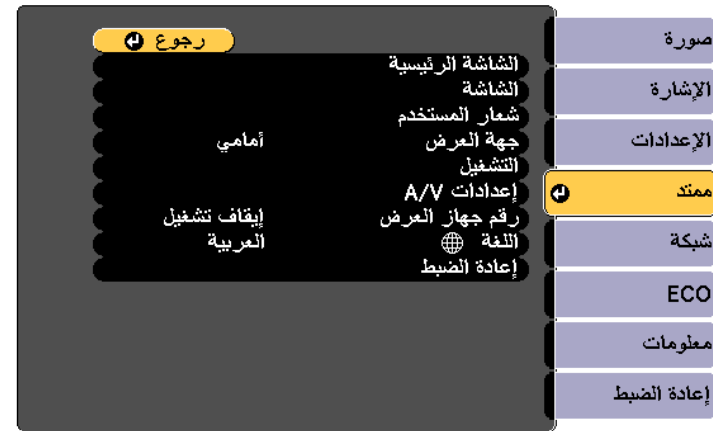 صورة
الإشارة
الإعدادات
ممتد
شبكة
ECO
معلومات
إعادة الضبط
رجوع
الشاشة الرئيسية
الشاشة
شعار المستخدم
جهة العرض أمامي
التشغيل
إعدادات A/V
رقم جهاز العرض إيقاف تشغيل
اللغة العربية
إعادة الضبط